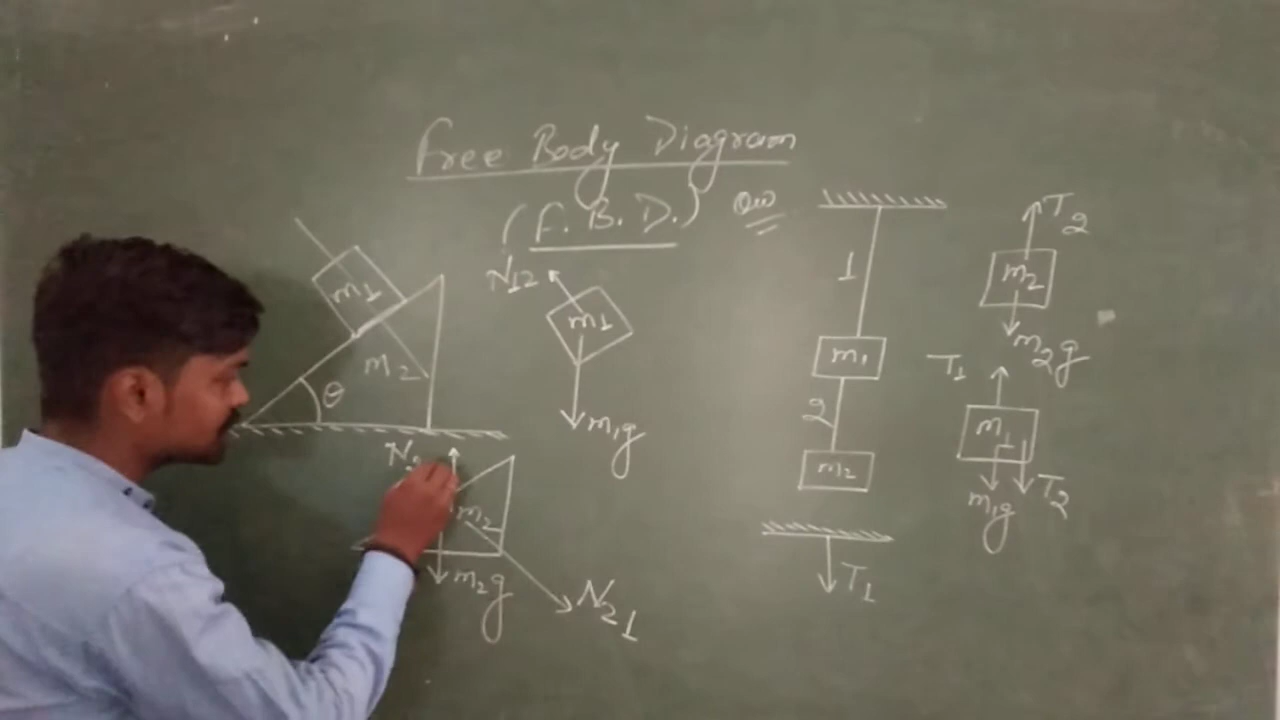 Free Body Diagram
(F. B. D.)
m1
m2
θ
N12
m1
m1g
m2
m2g
N21
1
m1
2
m2
T1
T2
m2
m2g
T1
m1
m1g
T2